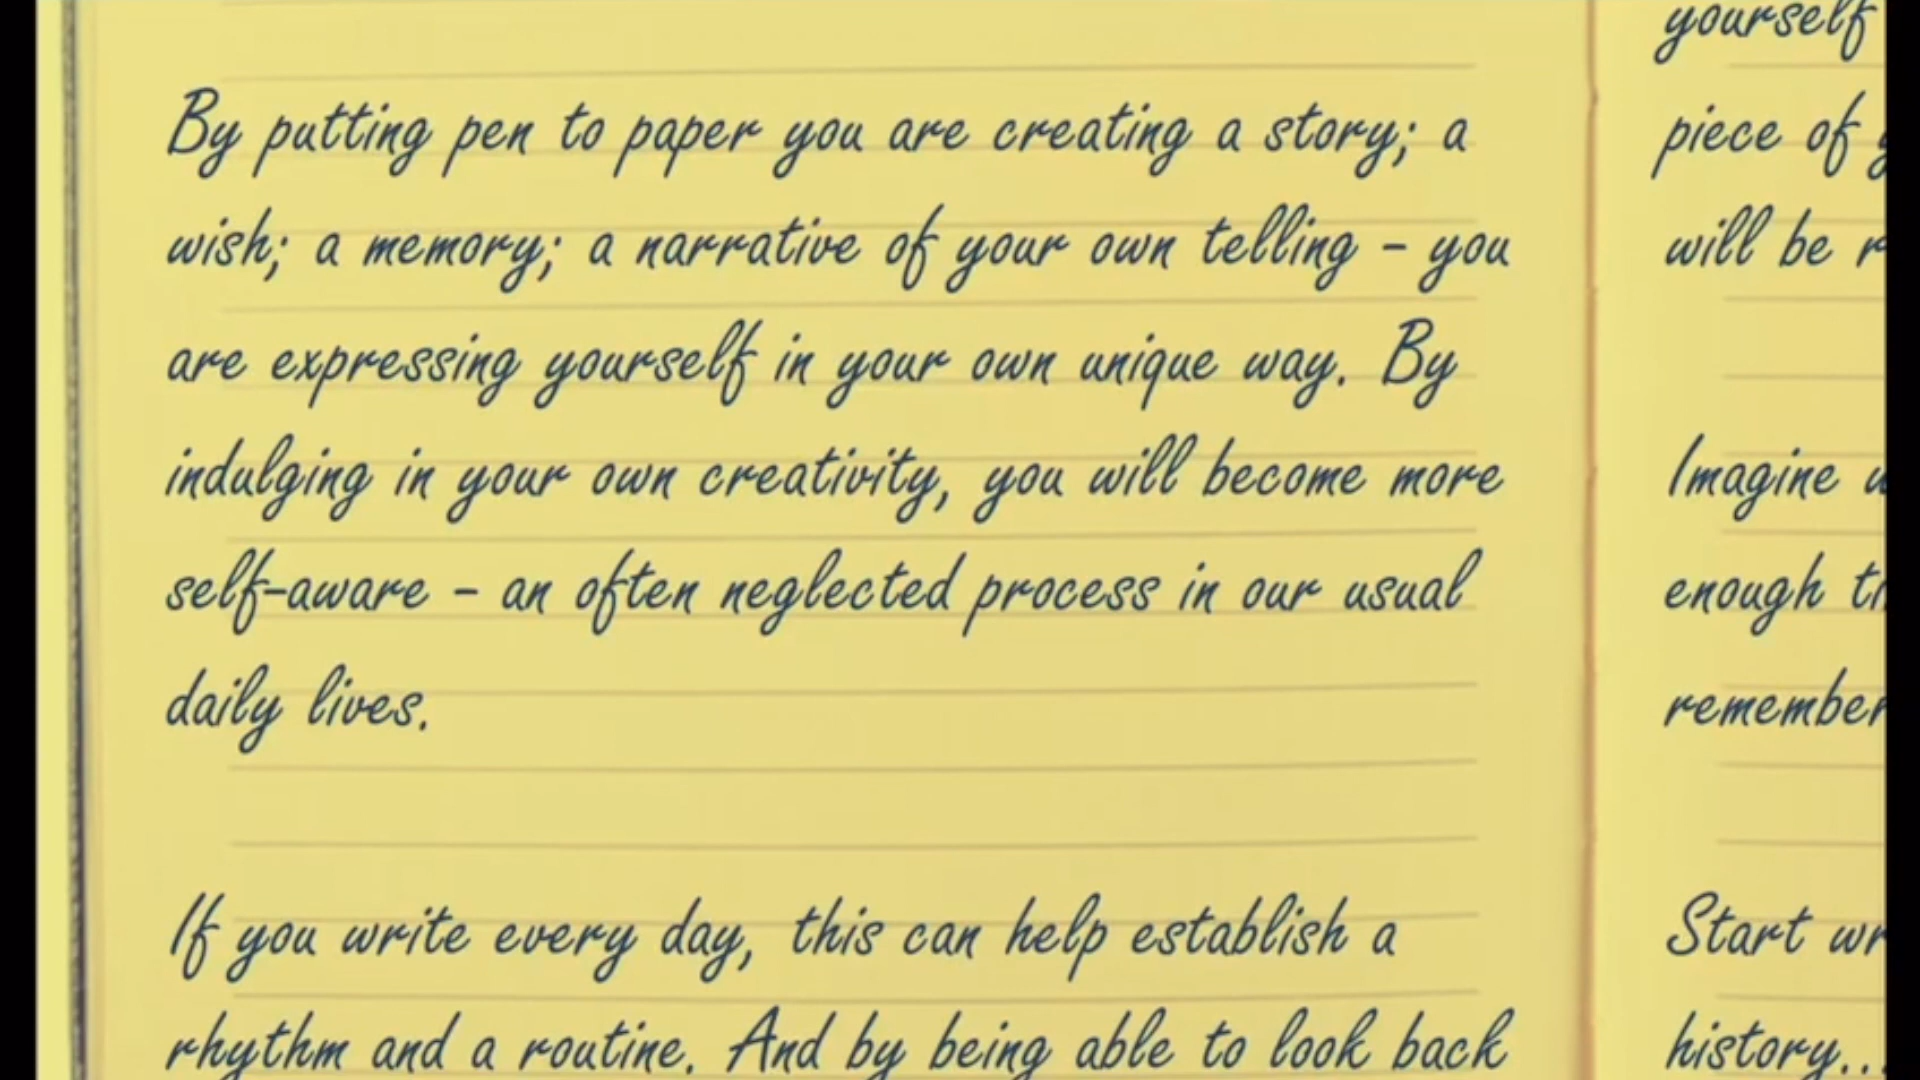 By putting pen to paper you are creating a story; a
wish; a memory; a narrative of your own telling - you
are expressing yourself in your own unique way. By
indulging in your own creativity, you will become more
self-aware - an often neglected process in our usual
daily lives.
If you write every day, this can help establish a
rhythm and a routine. And by being able to look back
yourself
piece of
will be
Imagine
enough
remember
Start
history...